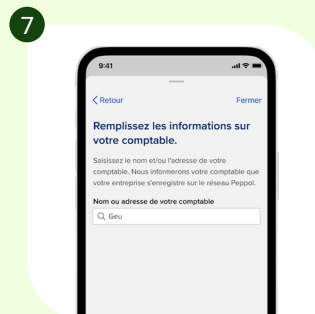 7
9:41
Retour Fermer
Remplissez les informations sur
votre comptable.
Saisissez le nom et/ou l'adresse de votre
comptable. Nous informerons votre comptable que
votre entreprise s'enregistre sur le réseau Peppol.
Nom ou adresse de votre comptable
Geu